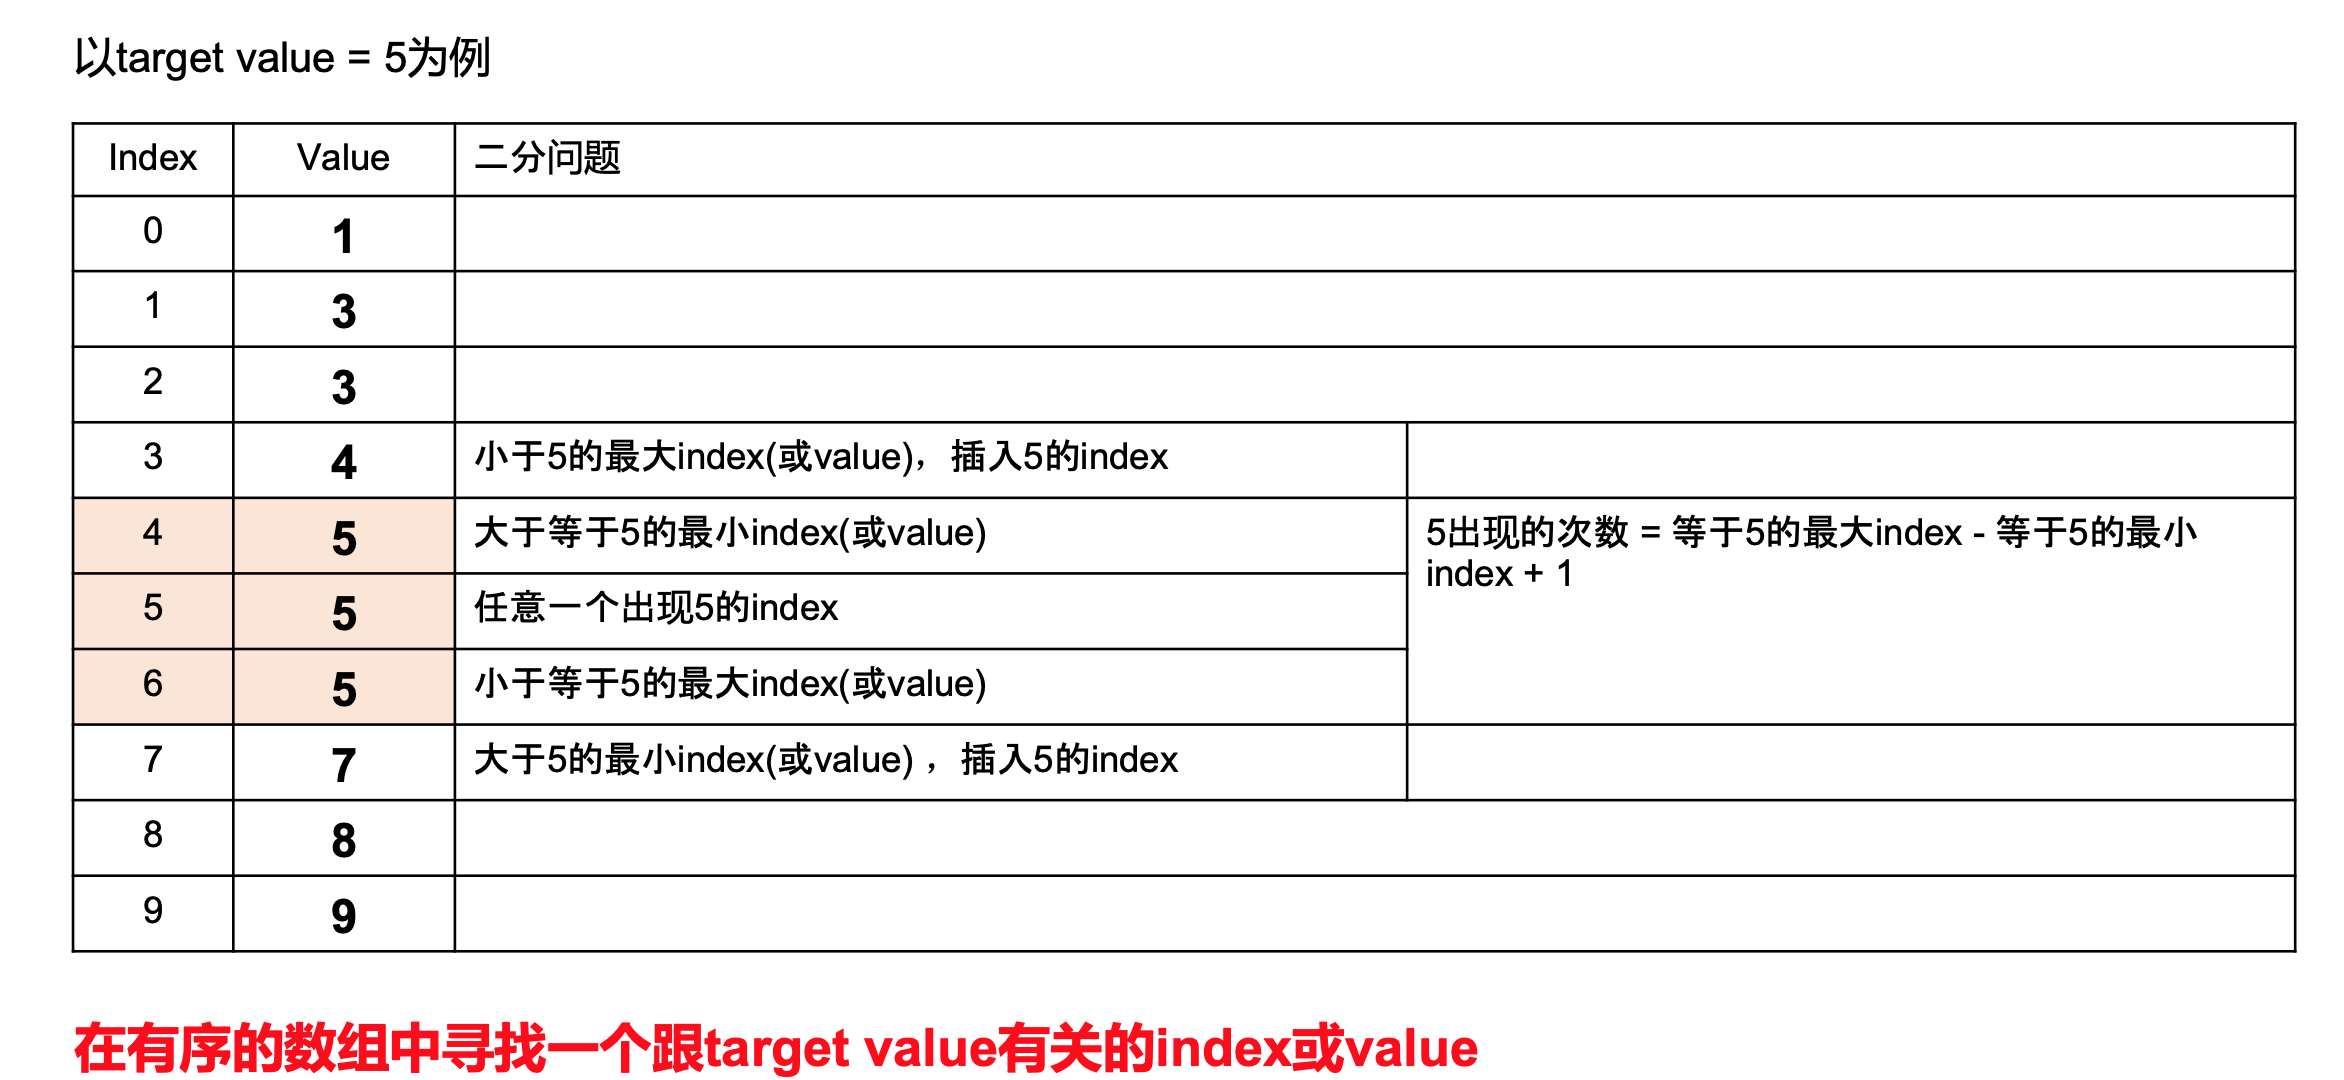 以target value = 5为例
Index Value 二分问题
0 1
1 3
2 3
3 4 小于5的最大index(或value)，插入5的index
4 5 大于等于5的最小index(或value) 5出现的次数 = 等于5的最大index - 等于5的最小
index + 1
5 5 任意一个出现5的index
6 5 小于等于5的最大index(或value)
7 7 大于5的最小index(或value) ，插入5的index
8 8
9 9
在有序的数组中寻找一个跟target value有关的index或value